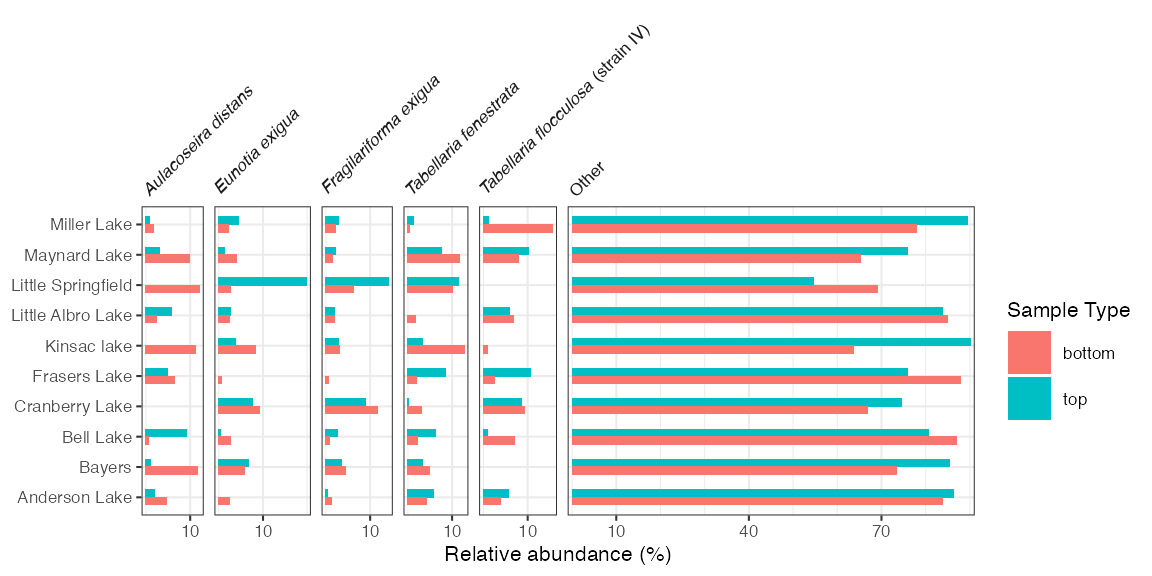 Aulacoseira distans
Eunotia exigua
Fragilariforma exigua
Tabellaria fenestrata
Tabellaria flocculosa (strain IV)
Other
Miller Lake
Maynard Lake
Little Springfield
Little Albro Lake
Kinsac lake
Frasers Lake
Cranberry Lake
Bell Lake
Bayers
Anderson Lake
10 10 10 10 10 10 40 70
Relative abundance (%)
Sample Type
bottom
top